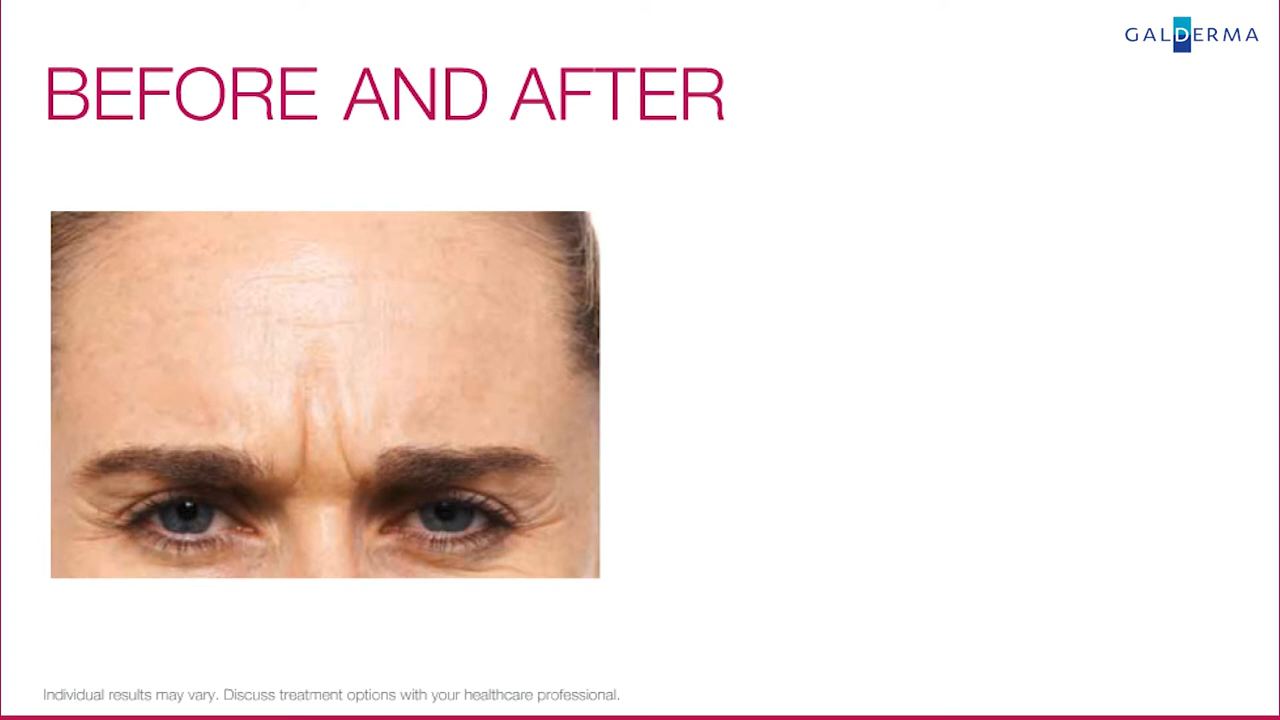 GALDERMA
BEFORE AND AFTER
Individual results may vary. Discuss treatment options with your healthcare professional.